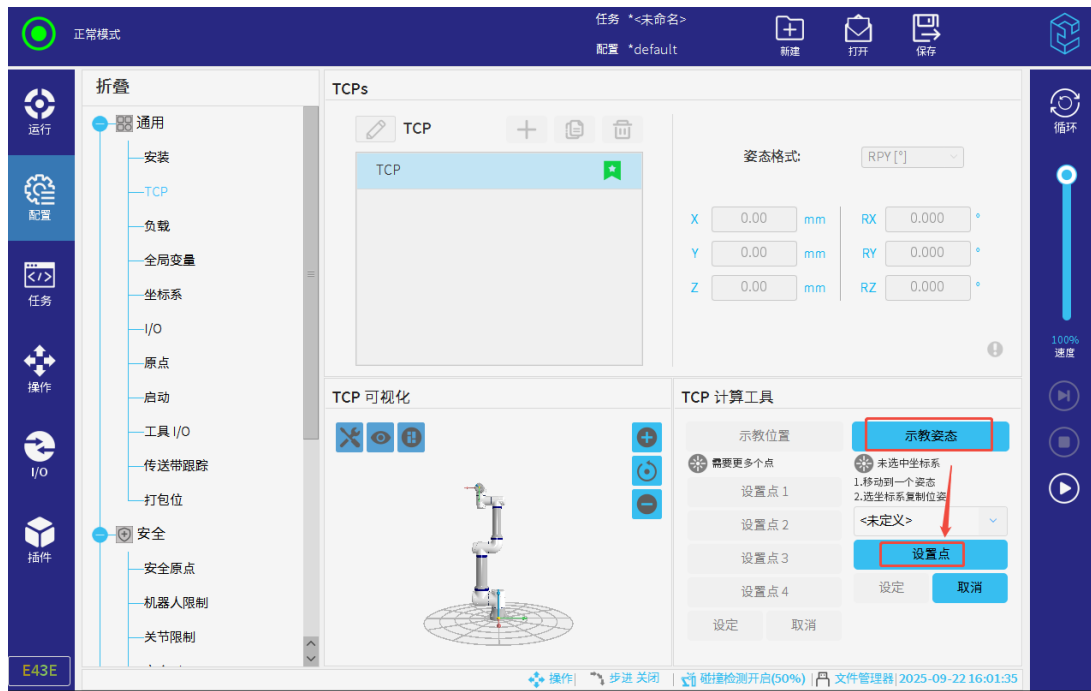 正常模式
任务 *<未命名>
配置 *default
新建
打开
保存
运行
配置
任务
操作
I/O
插件
E43E
折叠
通用
安装
TCP
负载
全局变量
坐标系
I/O
原点
启动
工具 I/O
传送带跟踪
打包位
安全
安全原点
机器人限制
关节限制
TCPs
TCP
TCP
姿态格式: RPY[°]
X 0.00 mm RX 0.000 °
Y 0.00 mm RY 0.000 °
Z 0.00 mm RZ 0.000 °
TCP 可视化
TCP 计算工具
示教位置
需要更多个点
设置点 1
设置点 2
设置点 3
设置点 4
设定 取消
示教姿态
未选中坐标系
1.移动到一个姿态
2.选坐标系复制位姿
<未定义>
设置点
设定 取消
循环
100%
速度
操作| 步进 关闭 | 碰撞检测开启(50%) | 文件管理器| 2025-09-22 16:01:35